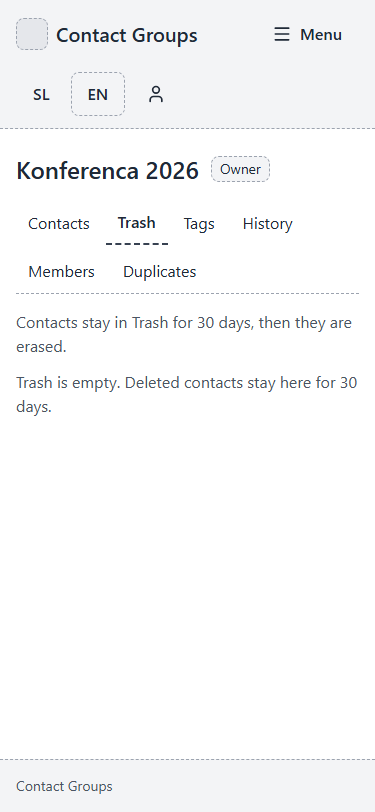 Contact Groups
Menu
SL
EN
Konferenca 2026
Owner
Contacts
Trash
Tags
History
Members
Duplicates
Contacts stay in Trash for 30 days, then they are
erased.
Trash is empty. Deleted contacts stay here for 30
days.
Contact Groups